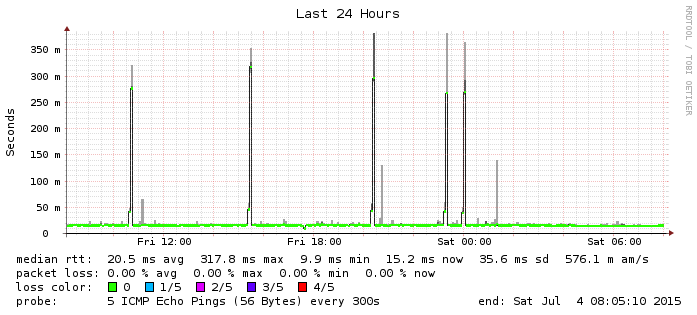 Last 24 Hours
RRDTOOL / TOBI OETIKER
Seconds
350 m
300 m
250 m
200 m
150 m
100 m
50 m
0
Fri 12:00 Fri 18:00 Sat 00:00 Sat 06:00
median rtt: 20.5 ms avg 317.8 ms max 9.9 ms min 15.2 ms now 35.6 ms sd 576.1 m am/s
packet loss: 0.00 % avg 0.00 % max 0.00 % min 0.00 % now
loss color: 0 1/5 2/5 3/5 4/5
probe: 5 ICMP Echo Pings (56 Bytes) every 300s end: Sat Jul 4 08:05:10 2015